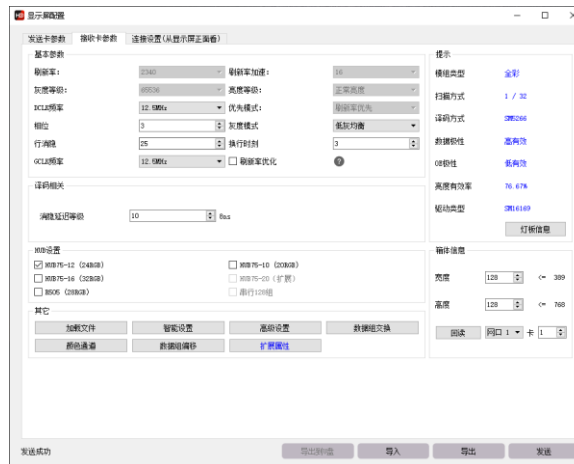 显示屏配置
发送卡参数 接收卡参数 连接设置(从显示屏正面看)
基本参数
刷新率: 2340 刷新率加速: 16
灰度等级: 65536 亮度等级: 正常亮度
DCLK频率 12.5MHz 优先模式: 刷新率优先
相位 3 灰度模式 低灰均衡
行消隐 25 换行时刻 3
GCLK频率 12.5MHz 刷新率优化
译码相关
消隐延迟等级 10 8ns
HUB设置
HUB75-12 (24RGB) HUB75-10 (20RGB)
HUB75-16 (32RGB) HUB75-20 (扩展)
BS05 (28RGB) 串行128组
其它
加载文件 智能设置 高级设置 数据组交换
颜色通道 数据组偏移 扩展属性
提示
模组类型 全彩
扫描方式 1 / 32
译码方式 SM5266
数据极性 高有效
OE极性 低有效
亮度有效率 76.67%
驱动类型 SM16169
灯板信息
箱体信息
宽度 128 <= 389
高度 128 <= 768
回读 网口 1 卡 1
发送成功 导出到U盘 导入 导出 发送